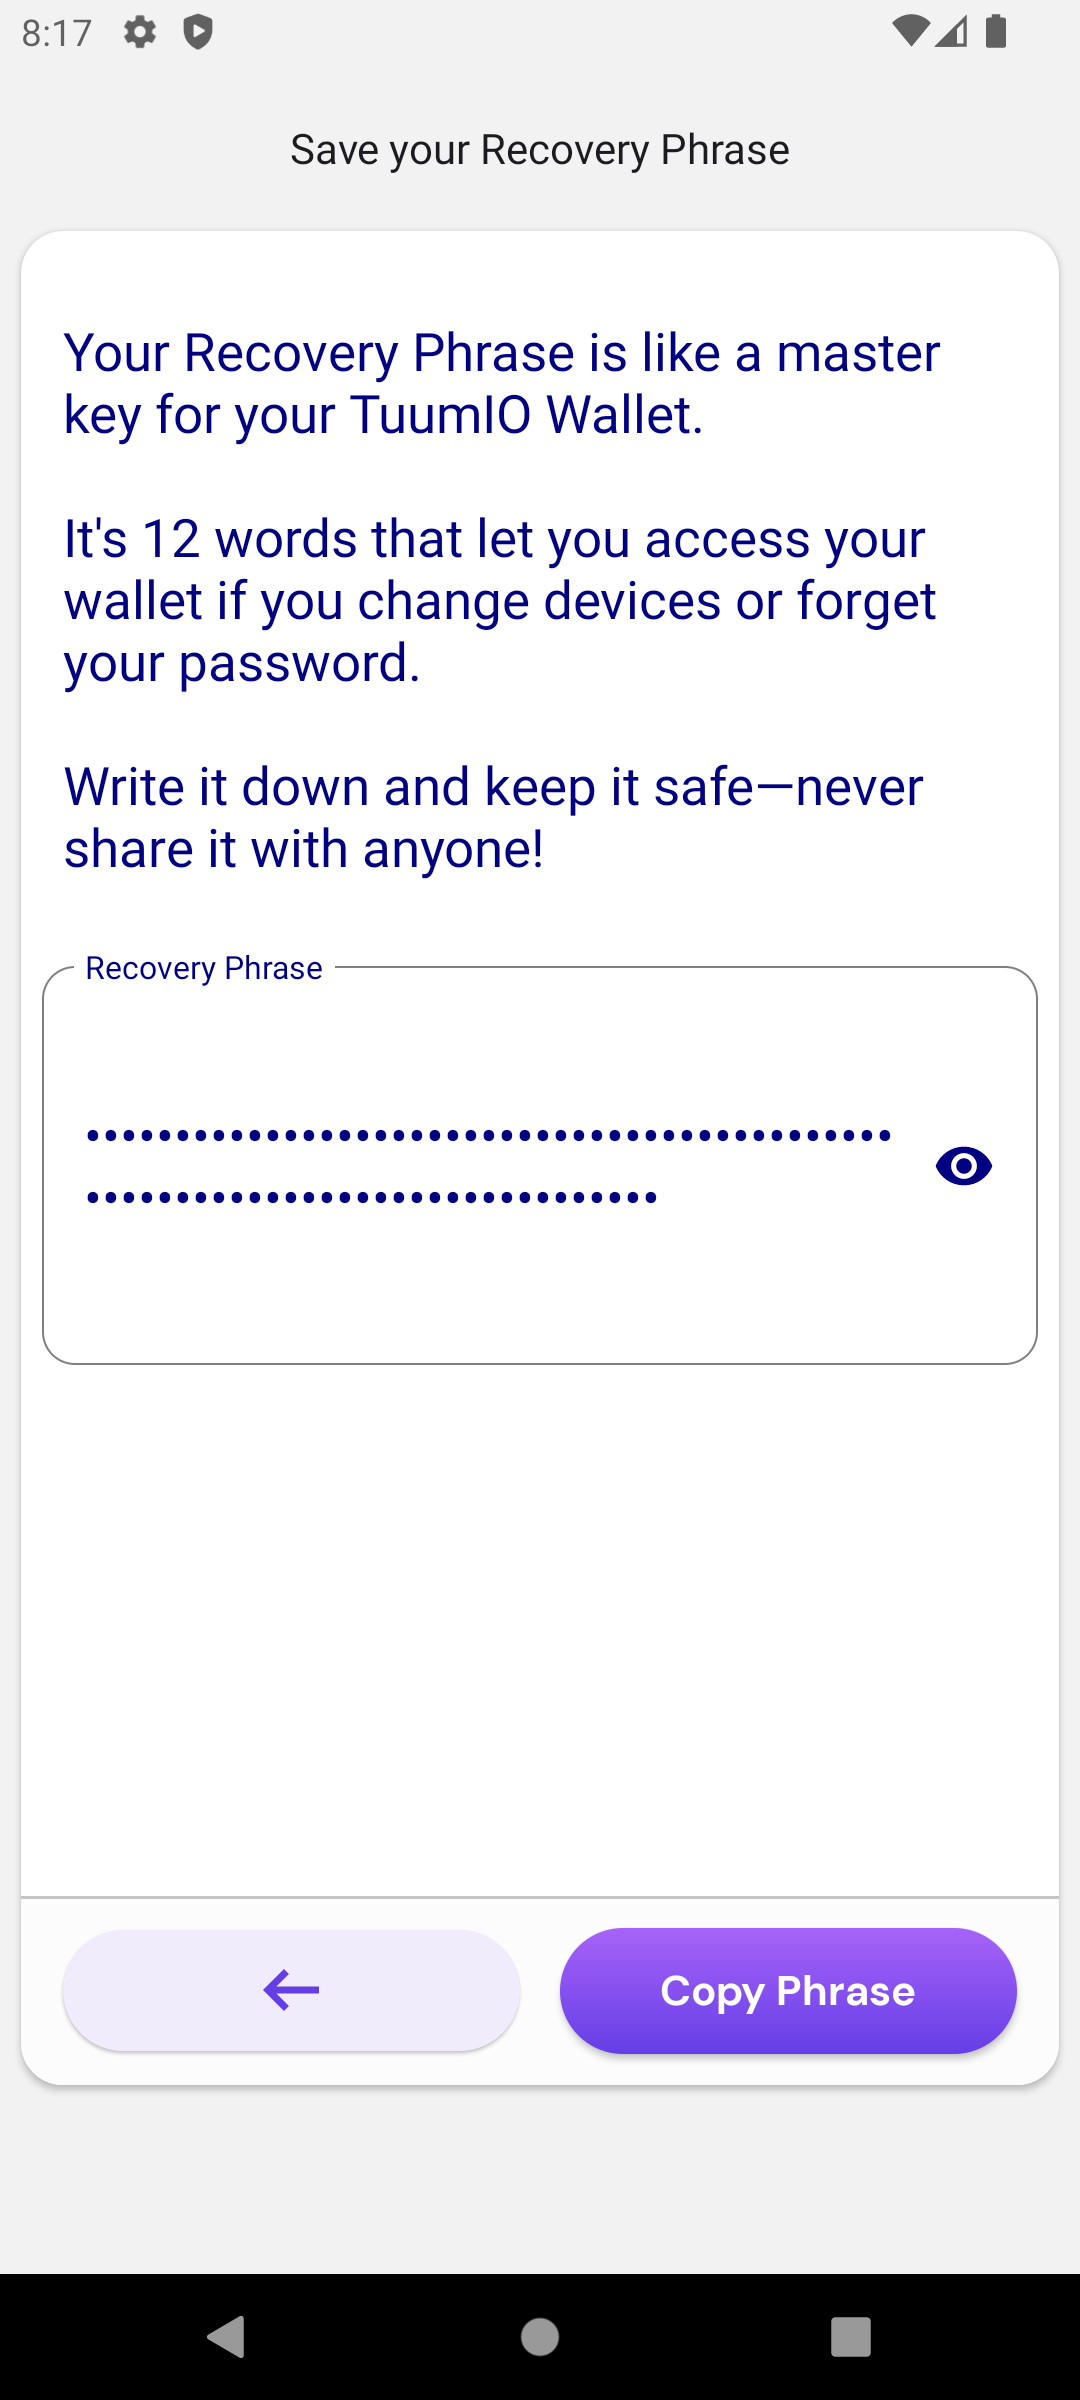 8:17
Save your Recovery Phrase
Your Recovery Phrase is like a master
key for your TuumIO Wallet.
It's 12 words that let you access your
wallet if you change devices or forget
your password.
Write it down and keep it safe—never
share it with anyone!
Recovery Phrase
•••••••••••••••••••••••••••••••••••••••••••••
••••••••••••••••••••••••••••••••
Copy Phrase